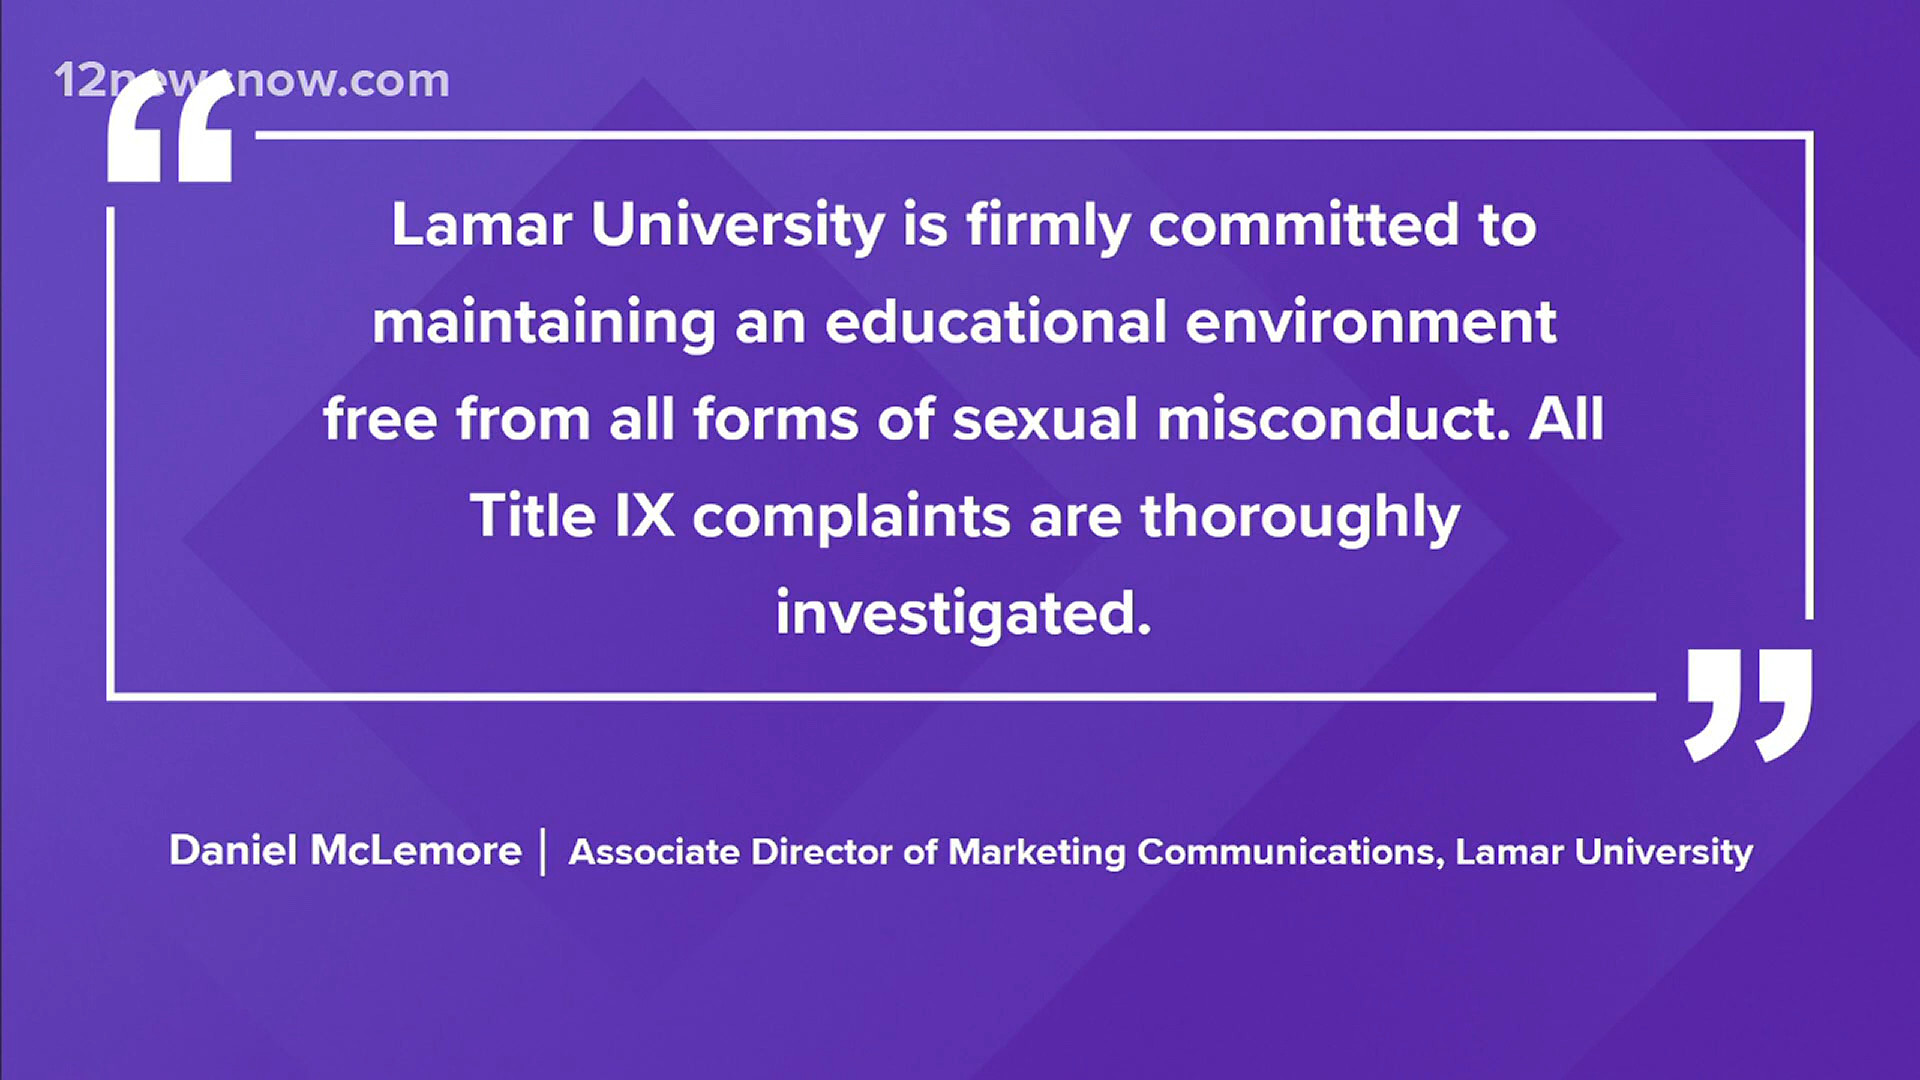 12newsnow.com
“
Lamar University is firmly committed to
maintaining an educational environment
free from all forms of sexual misconduct. All
Title IX complaints are thoroughly
investigated.
”
Daniel McLemore | Associate Director of Marketing Communications, Lamar University